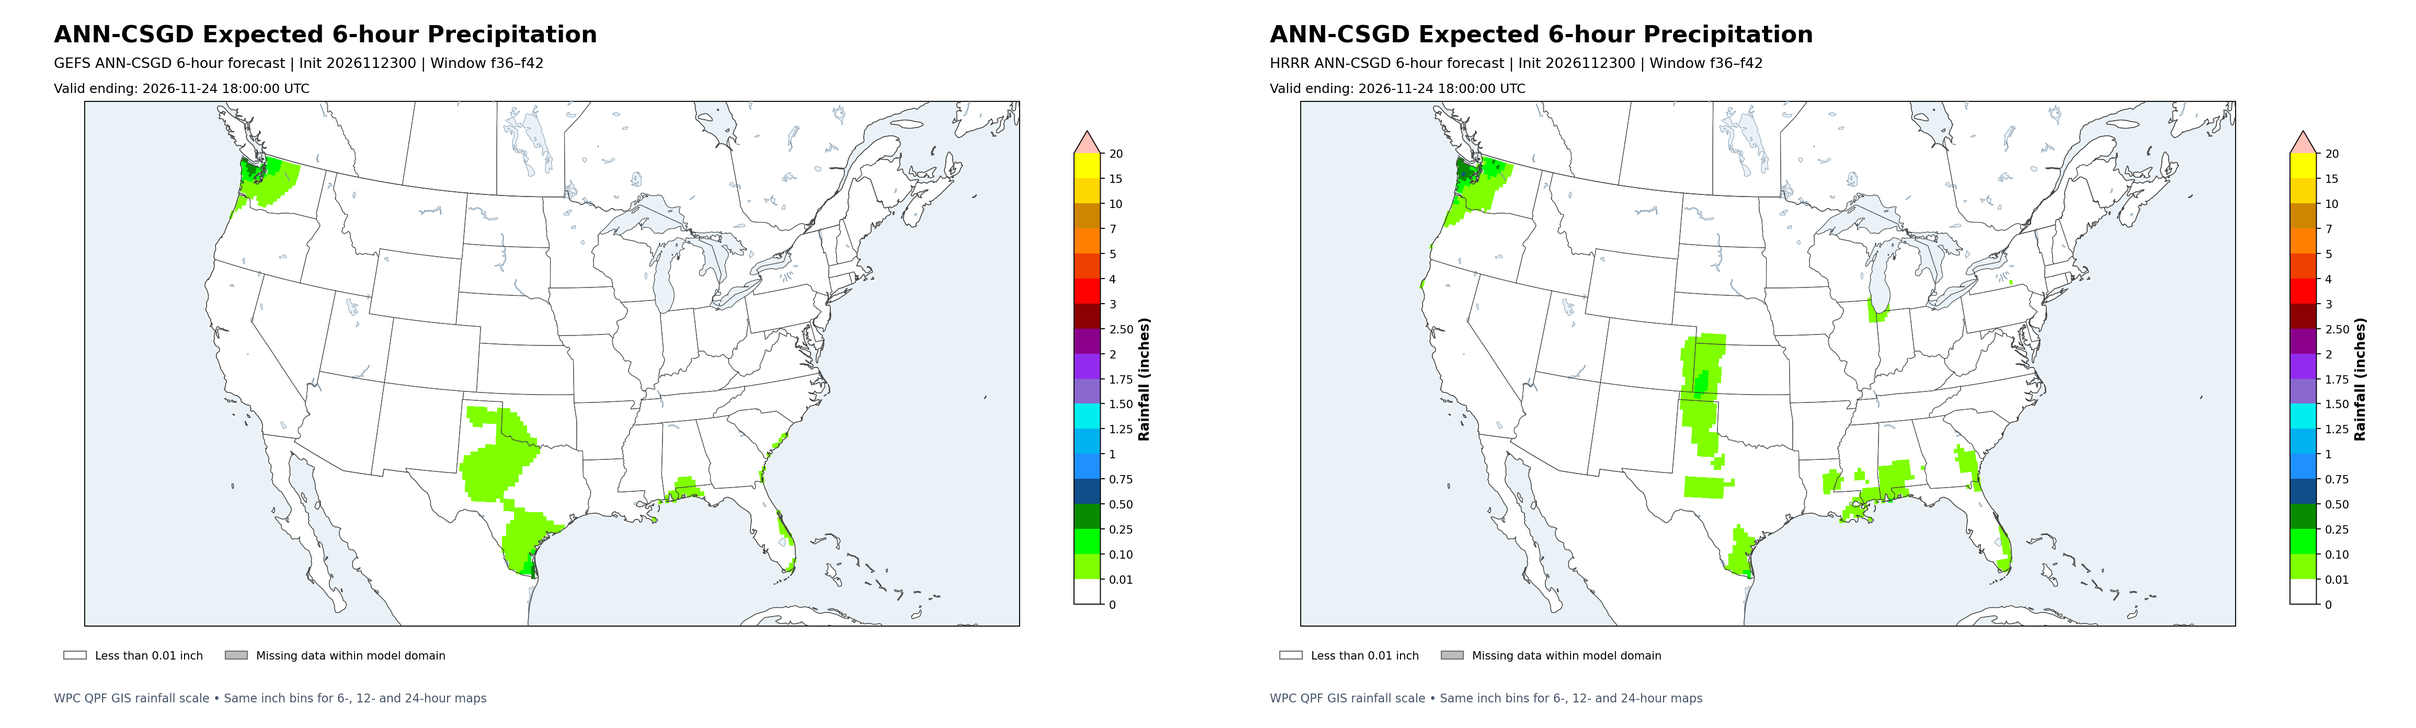 ANN-CSGD Expected 6-hour Precipitation
GEFS ANN-CSGD 6-hour forecast | Init 2026112300 | Window f36–f42
Valid ending: 2026-11-24 18:00:00 UTC
20
15
10
7
5
4
3
2.50
2
1.75
1.50
1.25
1
0.75
0.50
0.25
0.10
0.01
0
Rainfall (inches)
Less than 0.01 inch
Missing data within model domain
WPC QPF GIS rainfall scale • Same inch bins for 6-, 12- and 24-hour maps
ANN-CSGD Expected 6-hour Precipitation
HRRR ANN-CSGD 6-hour forecast | Init 2026112300 | Window f36–f42
Valid ending: 2026-11-24 18:00:00 UTC
20
15
10
7
5
4
3
2.50
2
1.75
1.50
1.25
1
0.75
0.50
0.25
0.10
0.01
0
Rainfall (inches)
Less than 0.01 inch
Missing data within model domain
WPC QPF GIS rainfall scale • Same inch bins for 6-, 12- and 24-hour maps